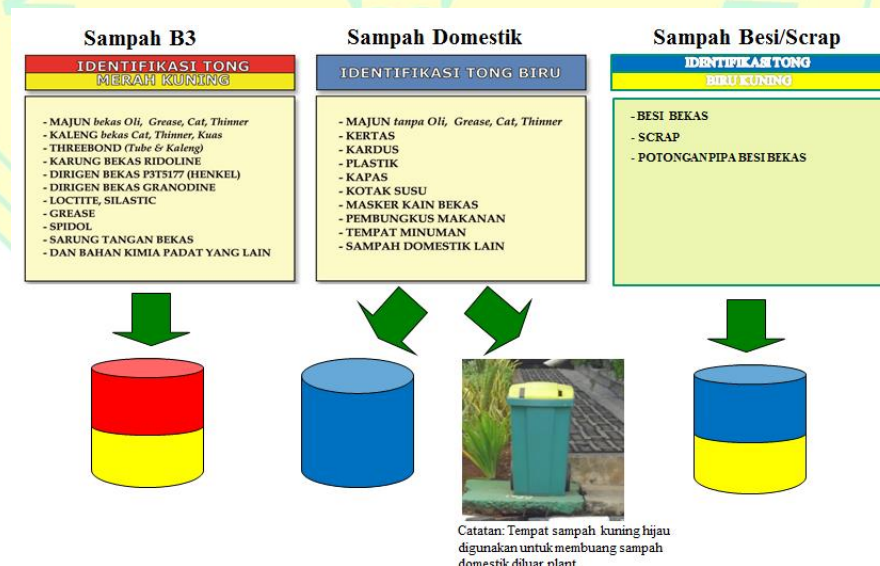 Sampah B3
IDENTIFIKASI TONG
MERAH KUNING
- MAJUN bekas Oli, Grease, Cat, Thinner
- KALENG bekas Cat, Thinner, Kuas
- THREEBOND (Tube & Kaleng)
- KARUNG BEKAS RIDOLINE
- DIRIGEN BEKAS P3T5177 (HENKEL)
- DIRIGEN BEKAS GRANODINE
- LOCTITE, SILASTIC
- GREASE
- SPIDOL
- SARUNG TANGAN BEKAS
- DAN BAHAN KIMIA PADAT YANG LAIN
Sampah Domestik
IDENTIFIKASI TONG BIRU
- MAJUN tanpa Oli, Grease, Cat, Thinner
- KERTAS
- KARDUS
- PLASTIK
- KAPAS
- KOTAK SUSU
- MASKER KAIN BEKAS
- PEMBUNGKUS MAKANAN
- TEMPAT MINUMAN
- SAMPAH DOMESTIK LAIN
Sampah Besi/Scrap
IDENTIFIKASI TONG
BIRU KUNING
- BESI BEKAS
- SCRAP
- POTONGAN PIPA BESI BEKAS
Catatan: Tempat sampah kuning hijau
digunakan untuk membuang sampah
domestik diluar plant